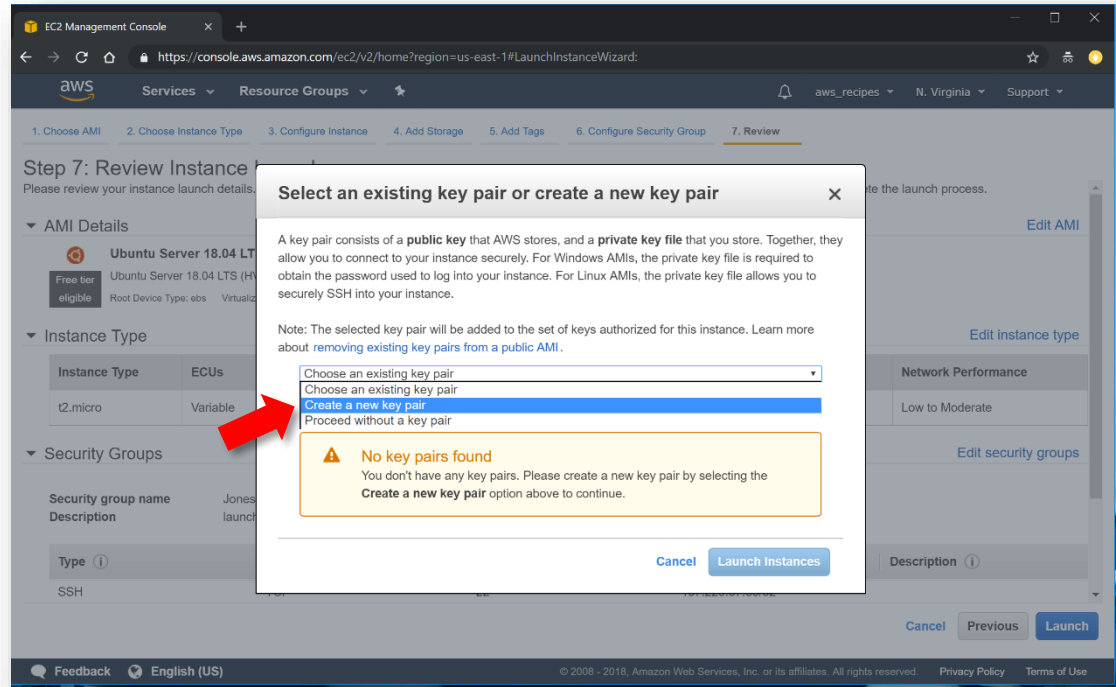 EC2 Management Console
https://console.aws.amazon.com/ec2/v2/home?region=us-east-1#LaunchInstanceWizard:
aws Services Resource Groups aws_recipes N. Virginia Support
1. Choose AMI 2. Choose Instance Type 3. Configure Instance 4. Add Storage 5. Add Tags 6. Configure Security Group 7. Review
Step 7: Review Instance
Please review your instance launch details. the launch process.
AMI Details Edit AMI
Ubuntu Server 18.04
Free tier eligible
Ubuntu Server 18.04 LTS
Root Device Type: ebs
Instance Type Edit instance type
Instance Type ECUs Network Performance
t2.micro Variable Low to Moderate
Security Groups Edit security groups
Security group name Jones
Description
Type Description
SSH
Select an existing key pair or create a new key pair
A key pair consists of a public key that AWS stores, and a private key file that you store. Together, they
allow you to connect to your instance securely. For Windows AMIs, the private key file is required to
obtain the password used to log into your instance. For Linux AMIs, the private key file allows you to
securely SSH into your instance.
Note: The selected key pair will be added to the set of keys authorized for this instance. Learn more
about removing existing key pairs from a public AMI.
Choose an existing key pair
Choose an existing key pair
Create a new key pair
Proceed without a key pair
No key pairs found
You don't have any key pairs. Please create a new key pair by selecting the
Create a new key pair option above to continue.
Cancel Launch Instances
Cancel Previous Launch
Feedback English (US) © 2008 - 2018, Amazon Web Services, Inc. or its affiliates. All rights reserved. Privacy Policy Terms of Use